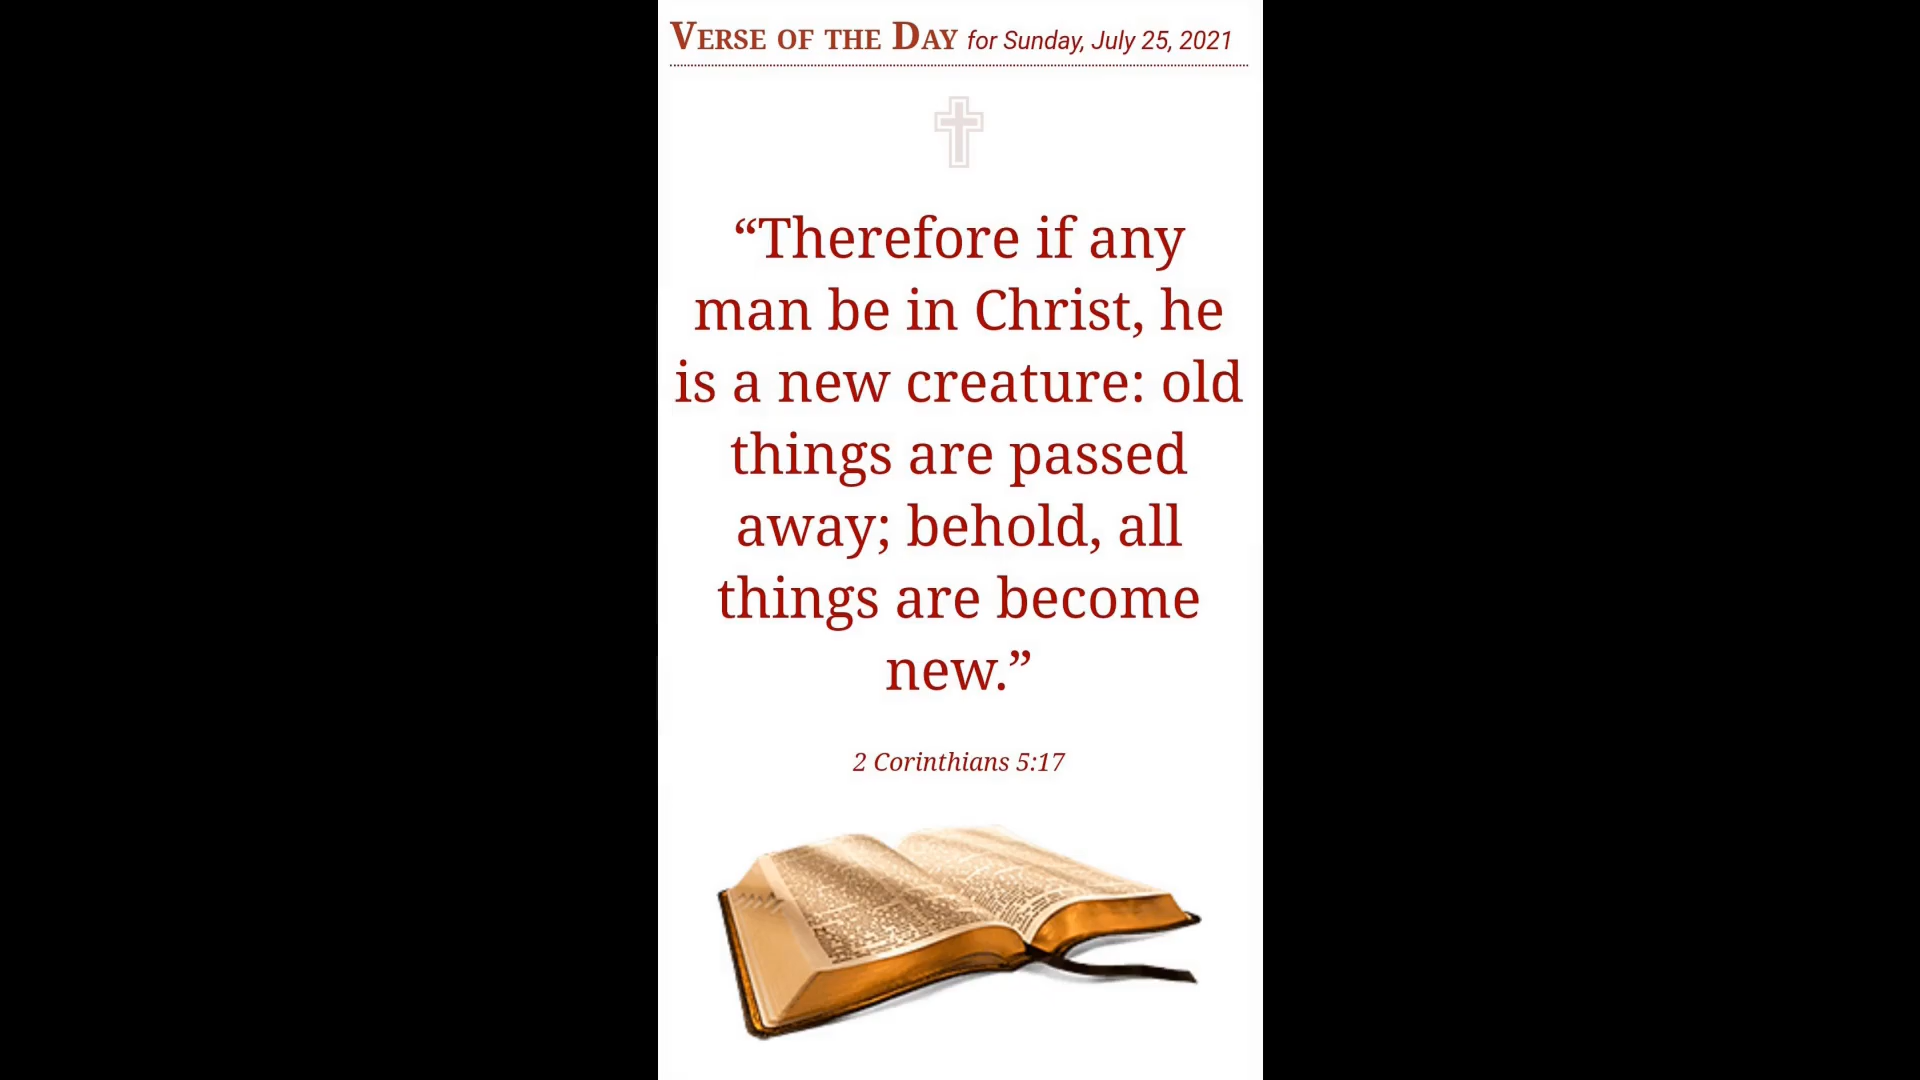 Verse of the Day for Sunday, July 25, 2021
“Therefore if any
man be in Christ, he
is a new creature: old
things are passed
away; behold, all
things are become
new.”
2 Corinthians 5:17